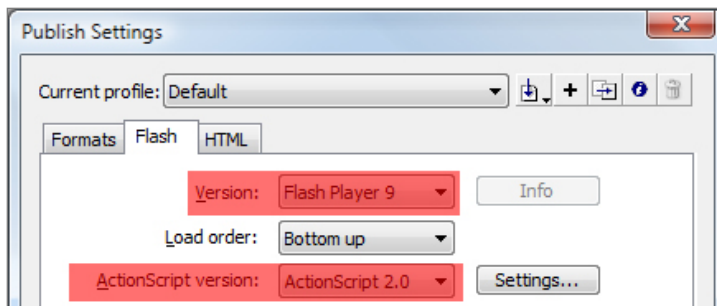 Publish Settings
Current profile: Default
Formats Flash HTML
Version: Flash Player 9 Info
Load order: Bottom up
ActionScript version: ActionScript 2.0 Settings...